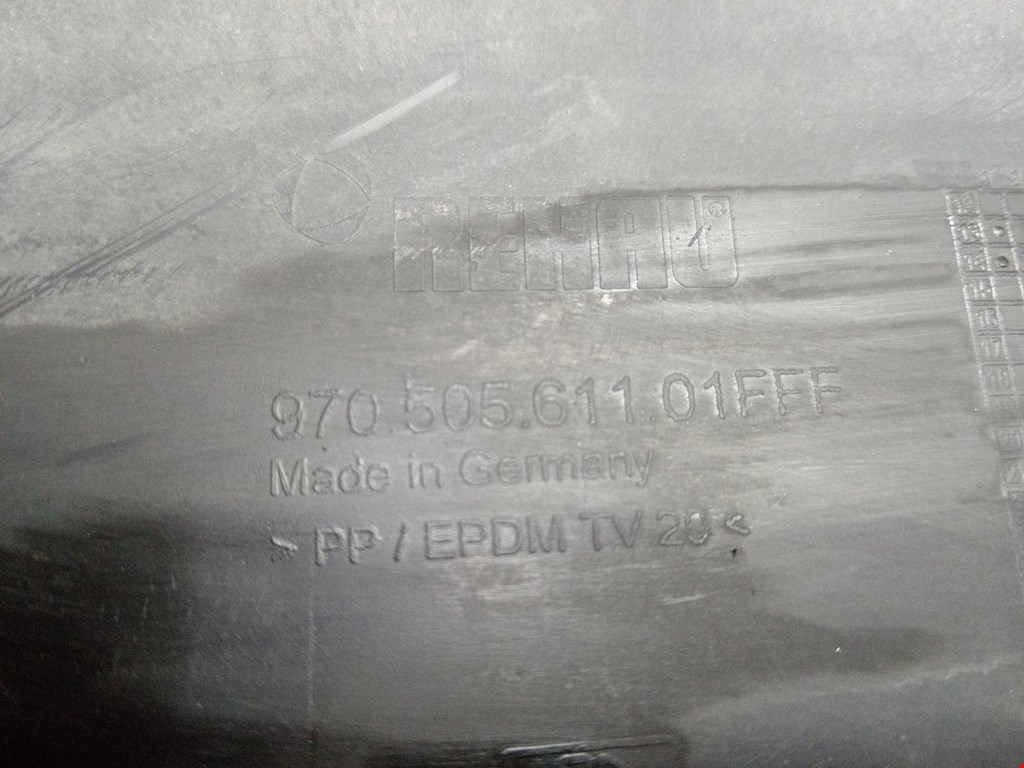 REHAU
970.505.611.01FFF
Made in Germany
> PP / EPDM TV 20 <